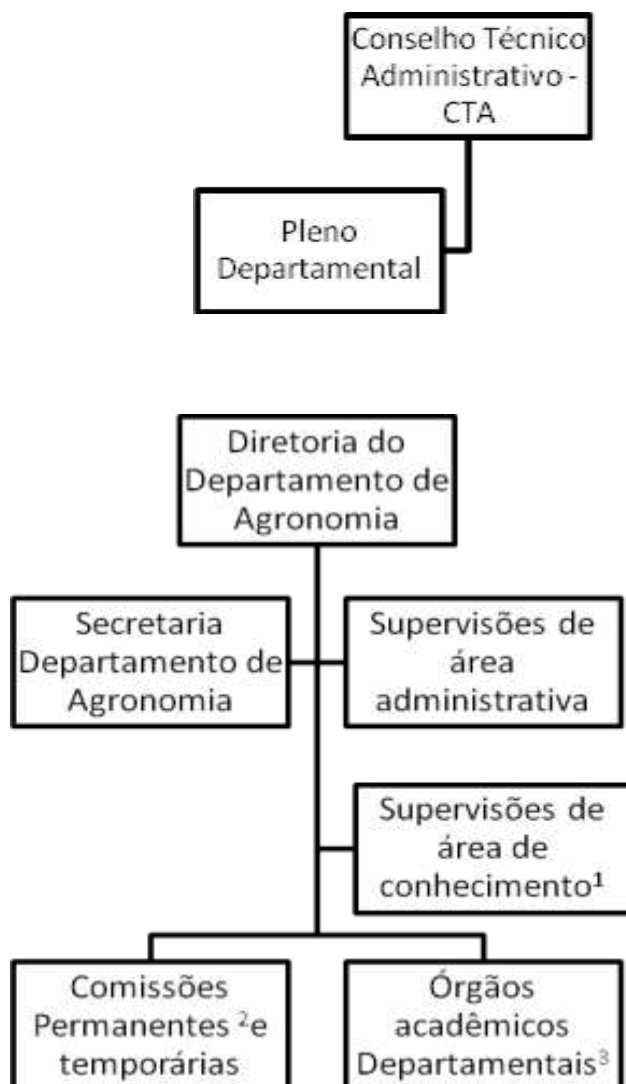 Conselho Técnico
Administrativo -
CTA
Pleno
Departamental
Diretoria do
Departamento de
Agronomia
Secretaria
Departamento de
Agronomia
Supervisões de
área
administrativa
Supervisões de
área de
conhecimento¹
Comissões
Permanentes ²e
temporárias
Órgãos
acadêmicos
Departamentais³